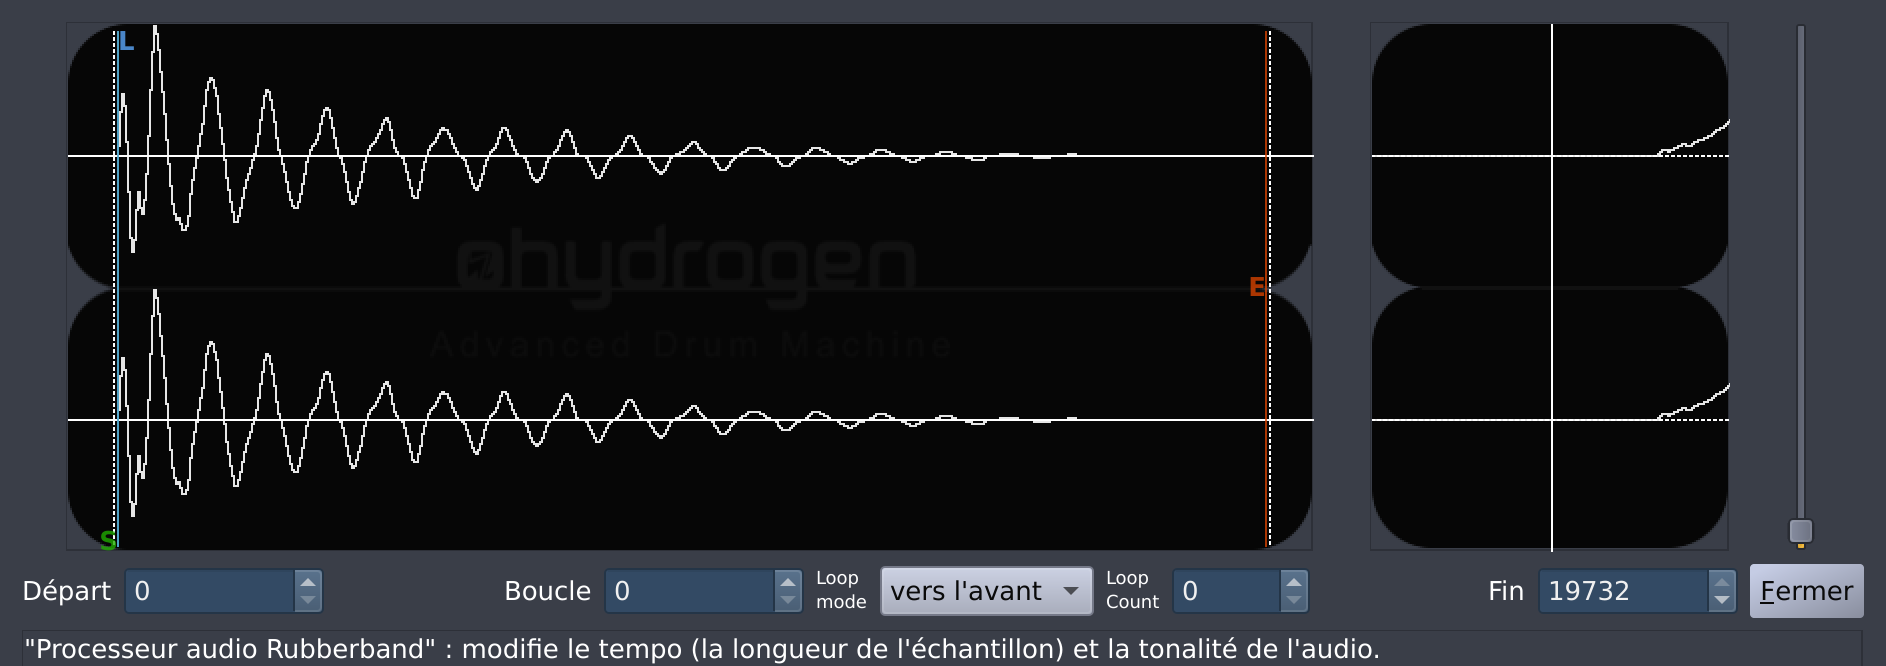 L
hydrogen
E
Advanced Drum Machine
S
Départ 0 Boucle 0 Loop mode vers l'avant Loop Count 0 Fin 19732 Fermer
"Processeur audio Rubberband" : modifie le tempo (la longueur de l'échantillon) et la tonalité de l'audio.